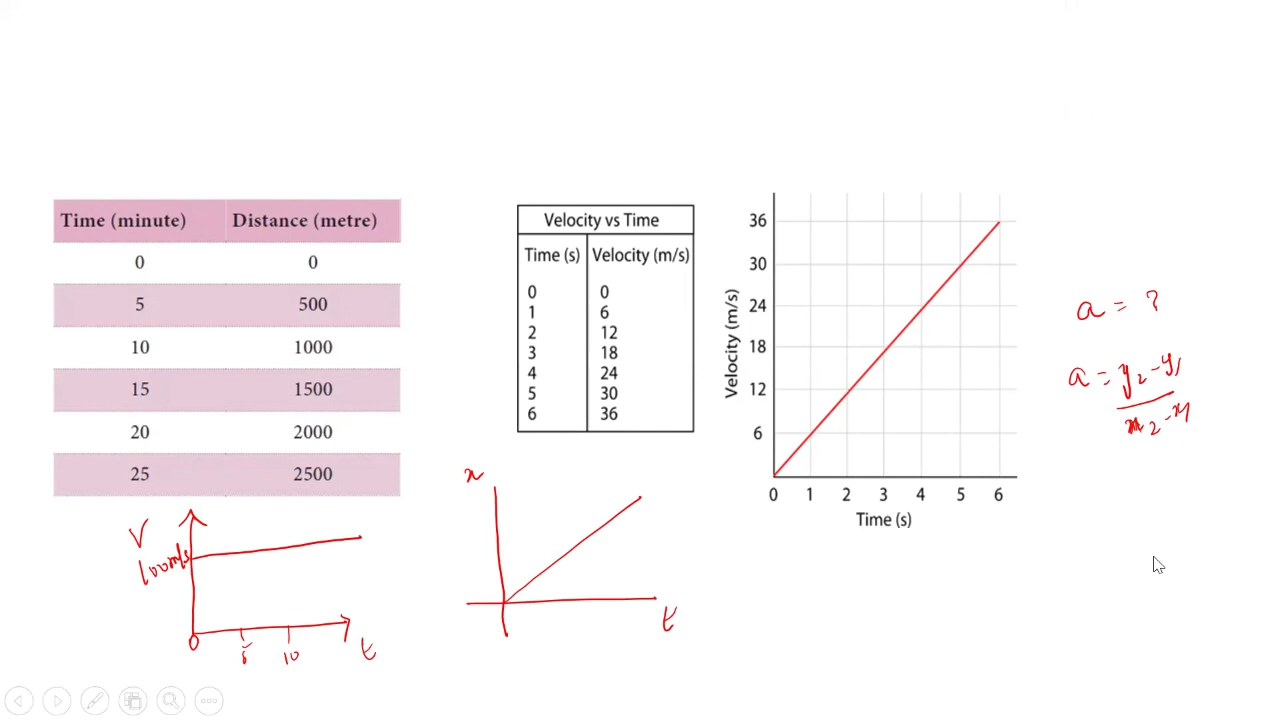 Time (minute) Distance (metre)
0 0
5 500
10 1000
15 1500
20 2000
25 2500
Velocity vs Time
Time (s) Velocity (m/s)
0 0
1 6
2 12
3 18
4 24
5 30
6 36
Velocity (m/s)
36
30
24
18
12
6
0 1 2 3 4 5 6
Time (s)
a = ?
a = y2 - y1
x2 - x1
V
100 m/s
0 5 10 t
x
t